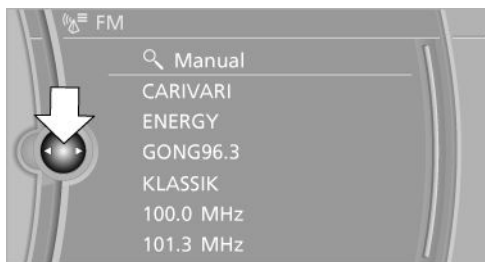 FM
Manual
CARIVARI
ENERGY
GONG96.3
KLASSIK
100.0 MHz
101.3 MHz